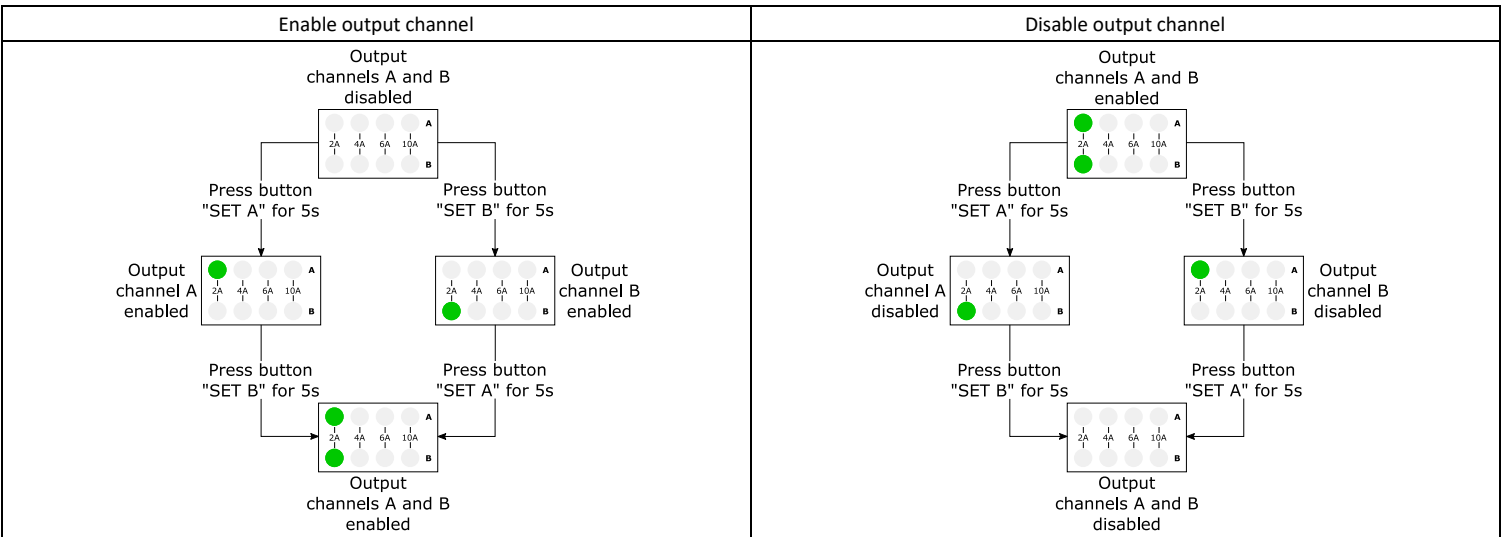 Enable output channel
Output
channels A and B
disabled
A
2A 4A 6A 10A
B
Press button
"SET A" for 5s
Press button
"SET B" for 5s
Output
channel A
enabled
A
2A 4A 6A 10A
B
A
2A 4A 6A 10A
B
Output
channel B
enabled
Press button
"SET B" for 5s
Press button
"SET A" for 5s
A
2A 4A 6A 10A
B
Output
channels A and B
enabled
Disable output channel
Output
channels A and B
enabled
A
2A 4A 6A 10A
B
Press button
"SET A" for 5s
Press button
"SET B" for 5s
Output
channel A
disabled
A
2A 4A 6A 10A
B
A
2A 4A 6A 10A
B
Output
channel B
disabled
Press button
"SET B" for 5s
Press button
"SET A" for 5s
A
2A 4A 6A 10A
B
Output
channels A and B
disabled